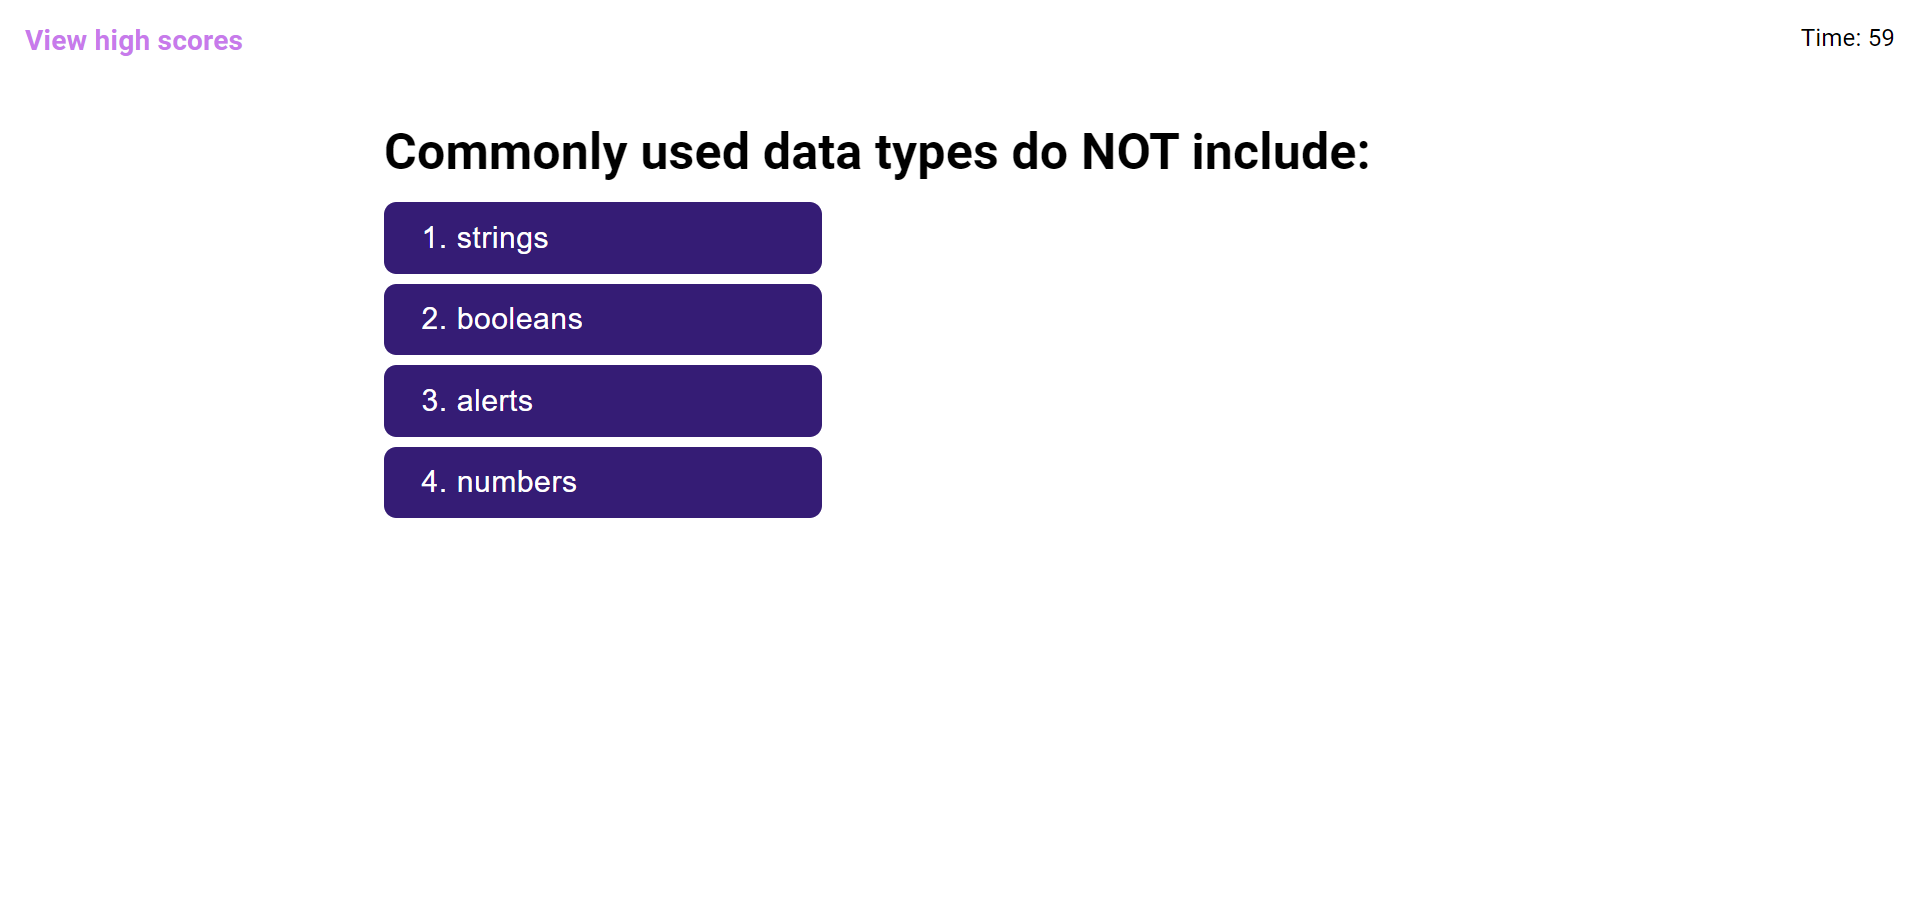 View high scores
Time: 59
Commonly used data types do NOT include:
1. strings
2. booleans
3. alerts
4. numbers